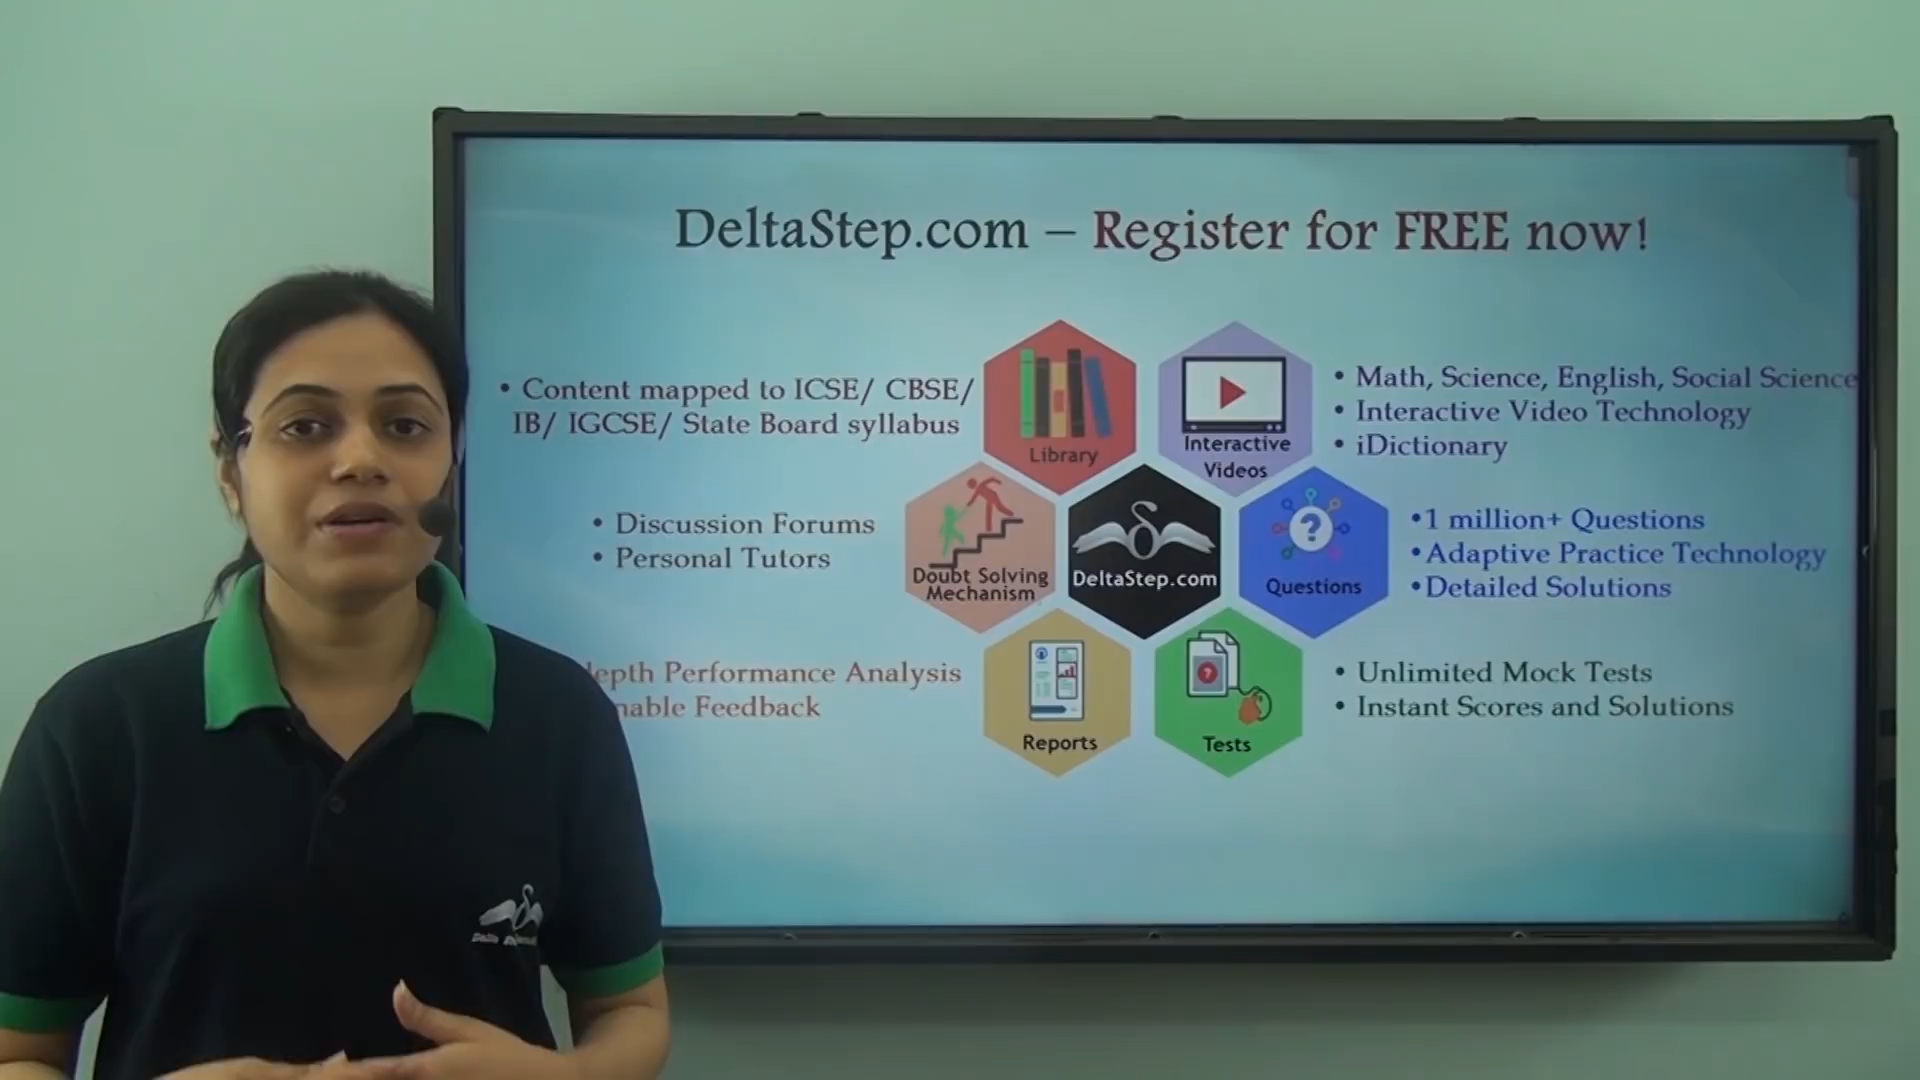 DeltaStep.com – Register for FREE now!
• Content mapped to ICSE/ CBSE/
IB/ IGCSE/ State Board syllabus
Library
Interactive
Videos
• Math, Science, English, Social Science
• Interactive Video Technology
• iDictionary
• Discussion Forums
• Personal Tutors
Doubt Solving
Mechanism
DeltaStep.com
?
Questions
•1 million+ Questions
•Adaptive Practice Technology
•Detailed Solutions
depth Performance Analysis
nable Feedback
Reports
?
Tests
• Unlimited Mock Tests
• Instant Scores and Solutions
Delta